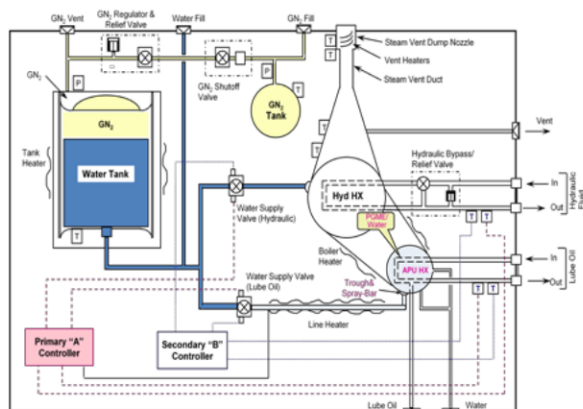 GN₂ Vent
GN₂ Regulator &
Relief Valve
Water Fill
GN₂ Fill
Steam Vent Dump Nozzle
Vent Heaters
Steam Vent Duct
T
T
P
GN₂
GN₂ Shutoff
Valve
T
GN₂
Tank
T
GN₂
Water Tank
Tank
Heater
T
T
Vent
Hydraulic Bypass/
Relief Valve
Hyd HX
In
Out
Hydraulic
Fluid
Water Supply
Valve (Hydraulic)
PGME/
Water
T
T
Boiler
Heater
APU HX
In
Out
Lube Oil
Water Supply Valve
(Lube Oil)
Trough&
Spray-Bar
T
T
Line Heater
Primary "A"
Controller
Secondary "B"
Controller
Lube Oil
Water